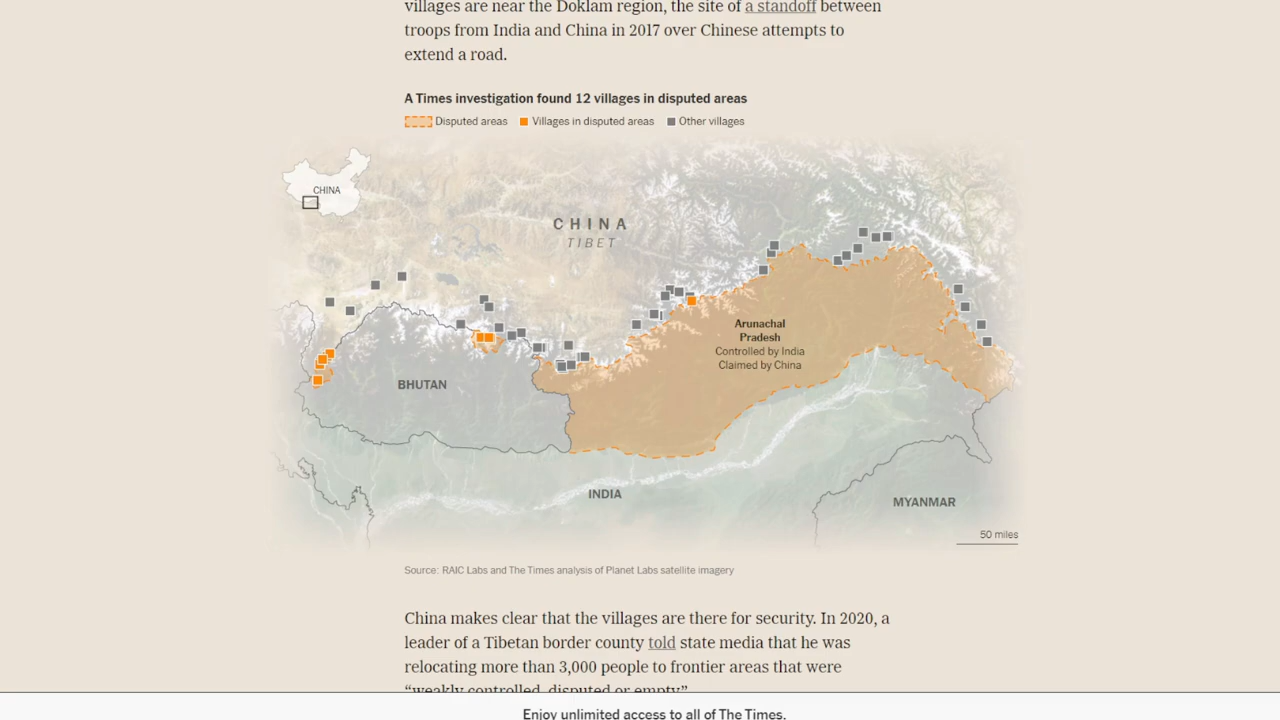 villages are near the Doklam region, the site of a standoff between
troops from India and China in 2017 over Chinese attempts to
extend a road.
A Times investigation found 12 villages in disputed areas
Disputed areas Villages in disputed areas Other villages
CHINA
CHINA
TIBET
Arunachal
Pradesh
Controlled by India
Claimed by China
BHUTAN
INDIA
MYANMAR
50 miles
Source: RAIC Labs and The Times analysis of Planet Labs satellite imagery
China makes clear that the villages are there for security. In 2020, a
leader of a Tibetan border county told state media that he was
relocating more than 3,000 people to frontier areas that were
“weakly controlled, disputed or empty”
Enjoy unlimited access to all of The Times.